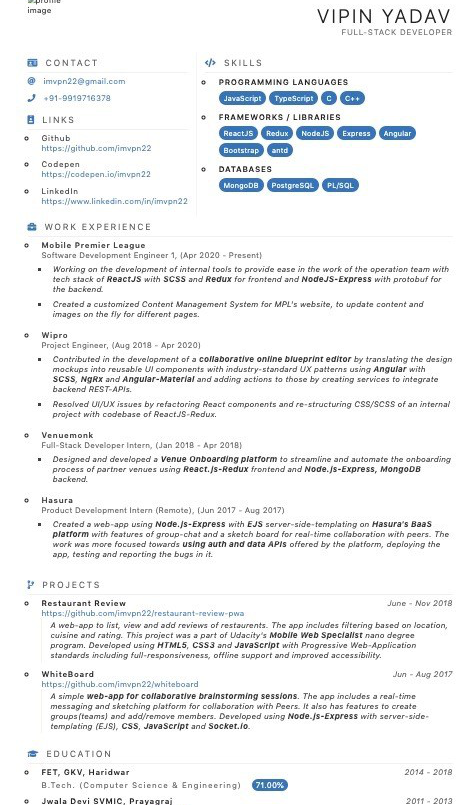 profile
image
VIPIN YADAV
FULL-STACK DEVELOPER
CONTACT
imvpn22@gmail.com
+91-9919716378
LINKS
Github
https://github.com/imvpn22
Codepen
https://codepen.io/imvpn22
LinkedIn
https://www.linkedin.com/in/imvpn22
SKILLS
PROGRAMMING LANGUAGES
JavaScript TypeScript C C++
FRAMEWORKS / LIBRARIES
ReactJS Redux NodeJS Express Angular
Bootstrap antd
DATABASES
MongoDB PostgreSQL PL/SQL
WORK EXPERIENCE
Mobile Premier League
Software Development Engineer 1, (Apr 2020 - Present)
Working on the development of internal tools to provide ease in the work of the operation team with
tech stack of ReactJS with SCSS and Redux for frontend and NodeJS-Express with protobuf for
the backend.
Created a customized Content Management System for MPL's website, to update content and
images on the fly for different pages.
Wipro
Project Engineer, (Aug 2018 - Apr 2020)
Contributed in the development of a collaborative online blueprint editor by translating the design
mockups into reusable UI components with industry-standard UX patterns using Angular with
SCSS, NgRx and Angular-Material and adding actions to those by creating services to integrate
backend REST-APIs.
Resolved UI/UX issues by refactoring React components and re-structuring CSS/SCSS of an internal
project with codebase of ReactJS-Redux.
Venuemonk
Full-Stack Developer Intern, (Jan 2018 - Apr 2018)
Designed and developed a Venue Onboarding platform to streamline and automate the onboarding
process of partner venues using React.js-Redux frontend and Node.js-Express, MongoDB
backend.
Hasura
Product Development Intern (Remote), (Jun 2017 - Aug 2017)
Created a web-app using Node.js-Express with EJS server-side-templating on Hasura's BaaS
platform with features of group-chat and a sketch board for real-time collaboration with peers. The
work was more focused towards using auth and data APIs offered by the platform, deploying the
app, testing and reporting the bugs in it.
PROJECTS
Restaurant Review June - Nov 2018
https://github.com/imvpn22/restaurant-review-pwa
A web-app to list, view and add reviews of restaurents. The app includes filtering based on location,
cuisine and rating. This project was a part of Udacity's Mobile Web Specialist nano degree
program. Developed using HTML5, CSS3 and JavaScript with Progressive Web-Application
standards including full-responsiveness, offline support and improved accessibility.
WhiteBoard Jun - Aug 2017
https://github.com/imvpn22/whiteboard
A simple web-app for collaborative brainstorming sessions. The app includes a real-time
messaging and sketching platform for collaboration with Peers. It also has features to create
groups(teams) and add/remove members. Developed using Node.js-Express with server-side-
templating (EJS), CSS, JavaScript and Socket.io.
EDUCATION
FET, GKV, Haridwar 2014 - 2018
B.Tech. (Computer Science & Engineering) 71.00%
Jwala Devi SVMIC, Prayagraj 2011 - 2013